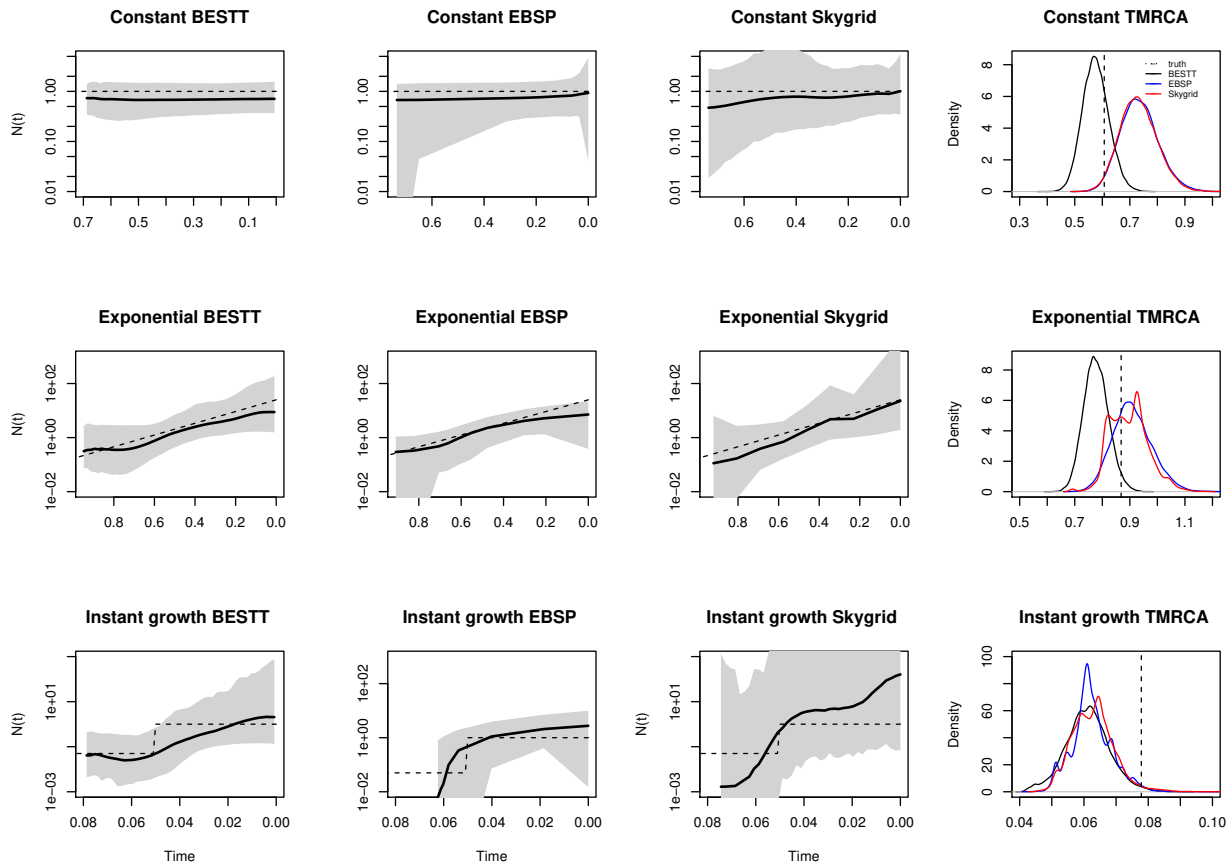 Constant BESTT
Constant EBSP
Constant Skygrid
Constant TMRCA
N(t)
1.00
0.10
0.01
0.7 0.5 0.3 0.1
1.00
0.10
0.01
0.6 0.4 0.2 0.0
1.00
0.10
0.01
0.6 0.4 0.2 0.0
Density
8
6
4
2
0
truth
BESTT
EBSP
Skygrid
0.3 0.5 0.7 0.9
Exponential BESTT
Exponential EBSP
Exponential Skygrid
Exponential TMRCA
N(t)
1e+02
1e+00
1e−02
0.8 0.6 0.4 0.2 0.0
1e+02
1e+00
1e−02
0.8 0.6 0.4 0.2 0.0
1e+02
1e+00
1e−02
0.8 0.6 0.4 0.2 0.0
Density
8
6
4
2
0
0.5 0.7 0.9 1.1
Instant growth BESTT
Instant growth EBSP
Instant growth Skygrid
Instant growth TMRCA
N(t)
1e+01
1e−03
0.08 0.06 0.04 0.02 0.00
Time
1e+02
1e+00
1e−02
0.08 0.06 0.04 0.02 0.00
Time
N(t)
1e+01
1e−03
0.08 0.06 0.04 0.02 0.00
Time
Density
100
60
40
20
0
0.04 0.06 0.08 0.10